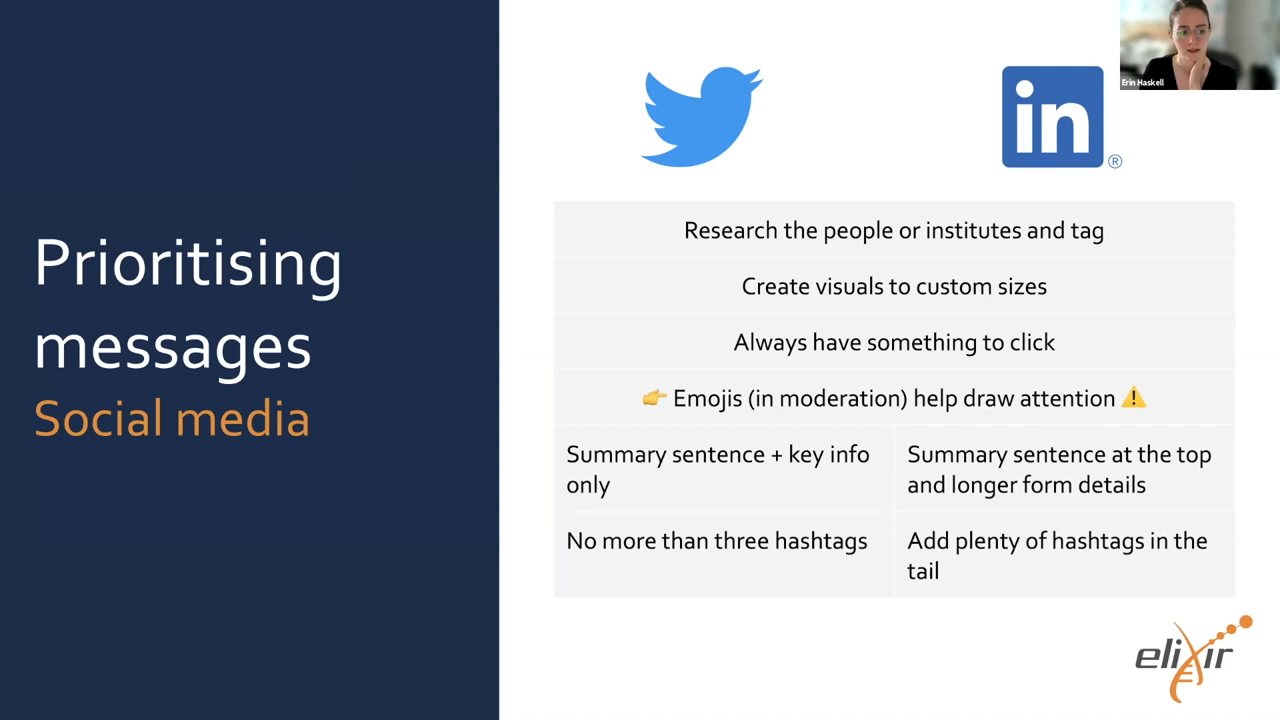 Erin Haskell
in®
Prioritising
messages
Social media
Research the people or institutes and tag
Create visuals to custom sizes
Always have something to click
👉 Emojis (in moderation) help draw attention ⚠️
Summary sentence + key info
only
Summary sentence at the top
and longer form details
No more than three hashtags
Add plenty of hashtags in the
tail
elixir